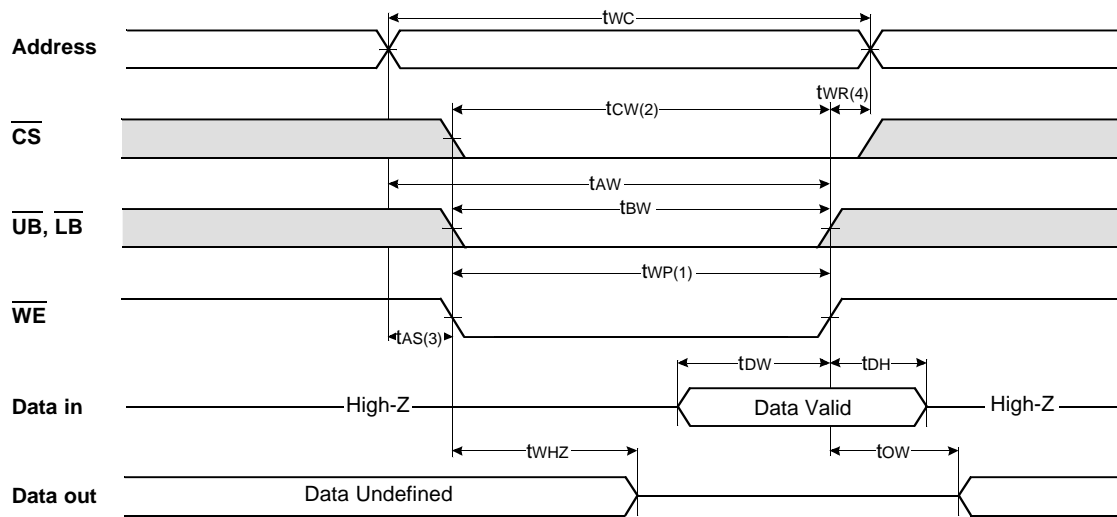 tWC
Address
tWR(4)
tCW(2)
CS
tAW
tBW
UB, LB
tWP(1)
WE
tAS(3)
tDW
tDH
Data in
High-Z
Data Valid
High-Z
tWHZ
tOW
Data out
Data Undefined